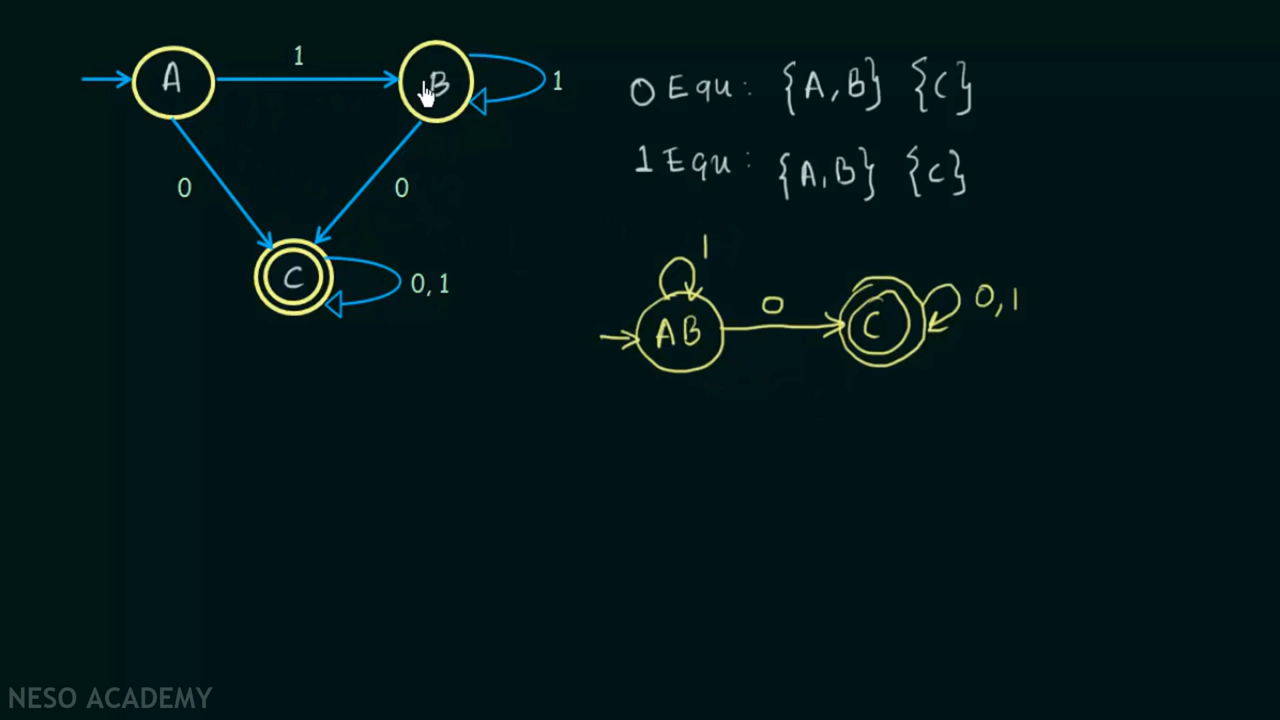 A 1 B 1
0 0
C 0, 1
0 Equ : {A, B} {C}
1 Equ : {A, B} {C}
1
AB 0 C 0, 1
NESO ACADEMY